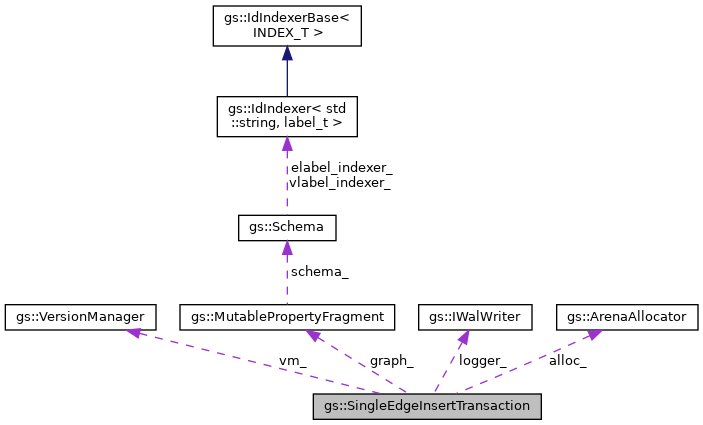 gs::IdIndexerBase<
INDEX_T >
gs::IdIndexer< std
::string, label_t >
elabel_indexer_
vlabel_indexer_
gs::Schema
schema_
gs::VersionManager
gs::MutablePropertyFragment
gs::IWalWriter
gs::ArenaAllocator
vm_
graph_
logger_
alloc_
gs::SingleEdgeInsertTransaction